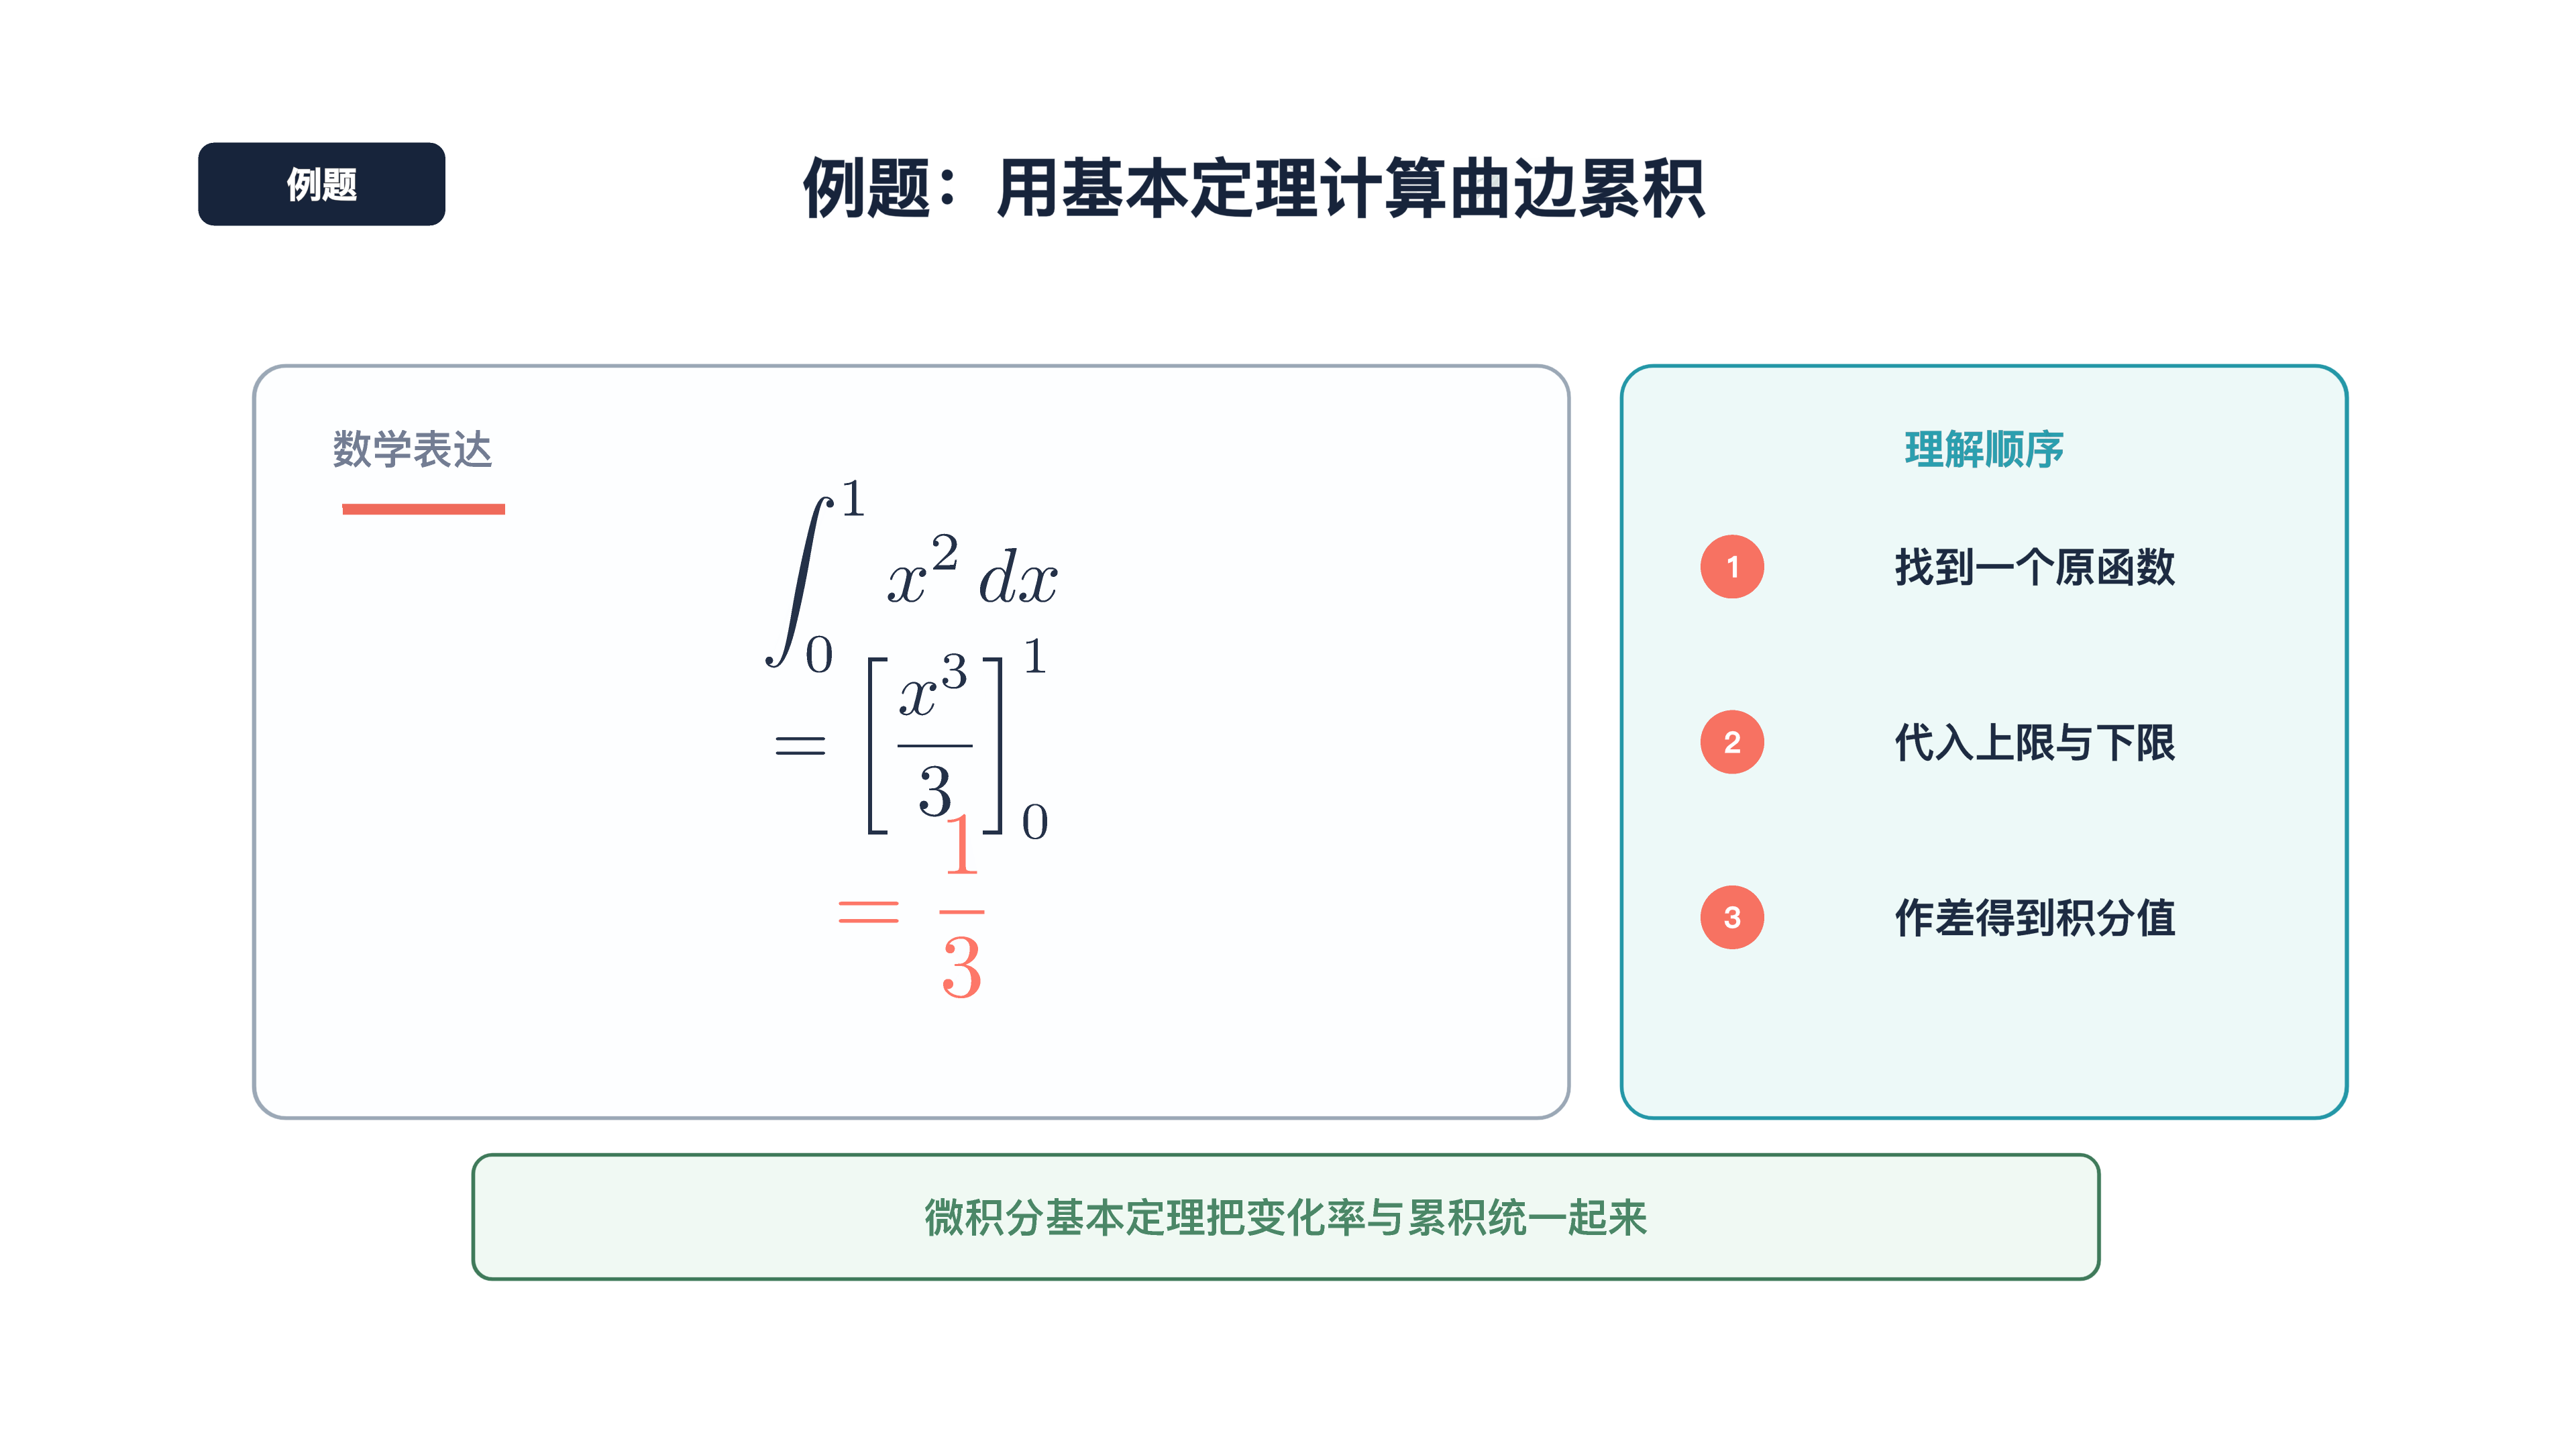 例题
例题：用基本定理计算曲边累积
数学表达
∫₀¹ x² dx
= [x³/3]₀¹
= 1/3
理解顺序
1 找到一个原函数
2 代入上限与下限
3 作差得到积分值
微积分基本定理把变化率与累积统一起来